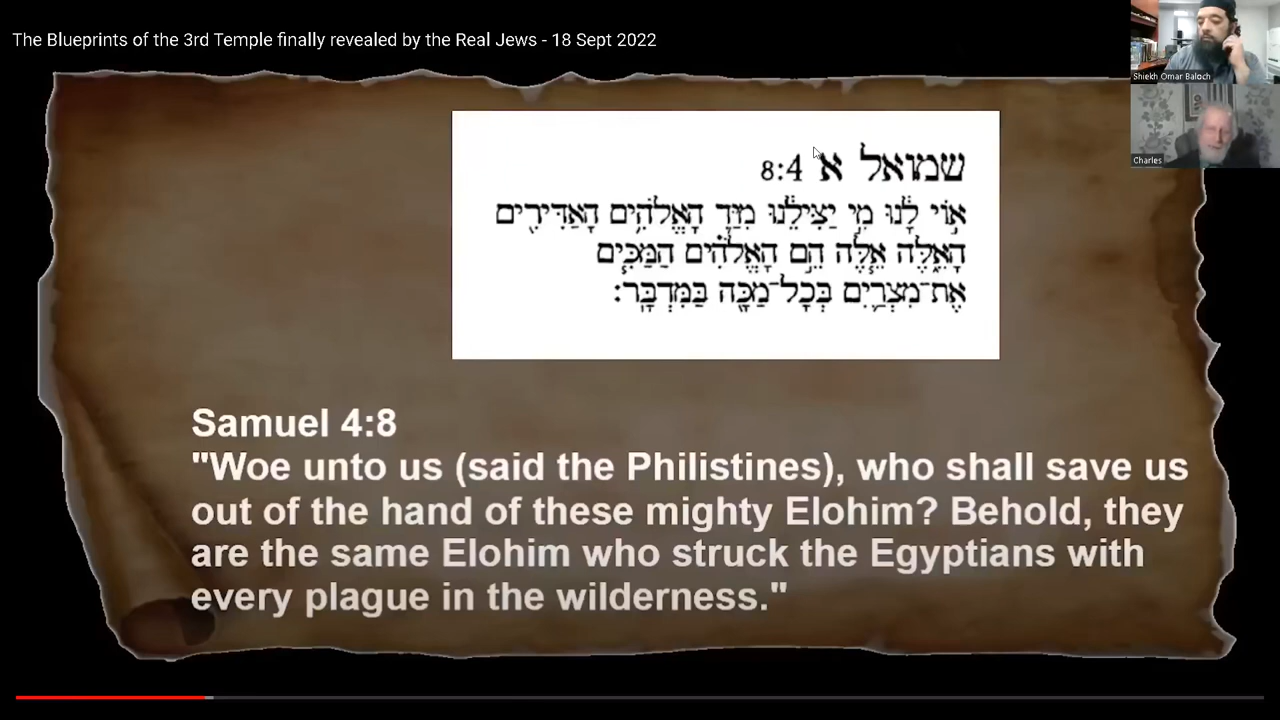 The Blueprints of the 3rd Temple finally revealed by the Real Jews - 18 Sept 2022
Shiekh Omar Baloch
Charles
שמואל א 8:4
אוֹי לָנוּ מִי יַצִּילֵנוּ מִיַּד הָאֱלֹהִים הָאַדִּירִים
הָאֵלֶּה אֵלֶּה הֵם הָאֱלֹהִים הַמַּכִּים
אֶת־מִצְרַיִם בְּכָל־מַכָּה בַּמִּדְבָּר׃
Samuel 4:8
"Woe unto us (said the Philistines), who shall save us
out of the hand of these mighty Elohim? Behold, they
are the same Elohim who struck the Egyptians with
every plague in the wilderness."